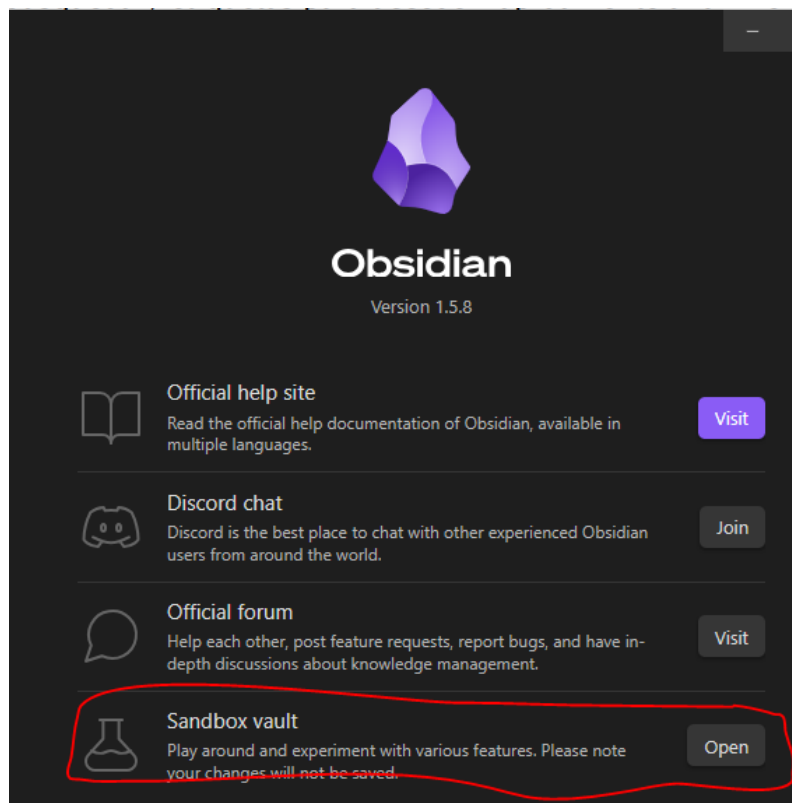 Obsidian
Version 1.5.8
Official help site
Read the official help documentation of Obsidian, available in
multiple languages.
Visit
Discord chat
Discord is the best place to chat with other experienced Obsidian
users from around the world.
Join
Official forum
Help each other, post feature requests, report bugs, and have in-
depth discussions about knowledge management.
Visit
Sandbox vault
Play around and experiment with various features. Please note
your changes will not be saved.
Open